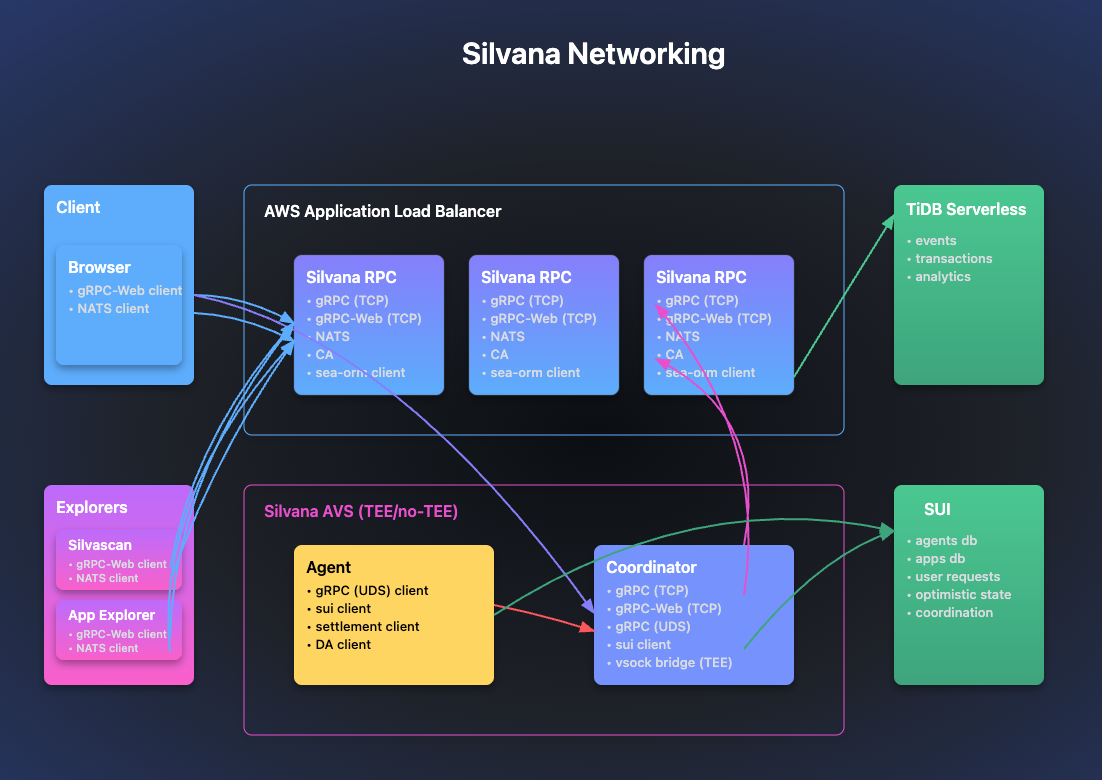 Silvana Networking
Client
Browser
• gRPC-Web client
• NATS client
AWS Application Load Balancer
Silvana RPC
• gRPC (TCP)
• gRPC-Web (TCP)
• NATS
• CA
• sea-orm client
Silvana RPC
• gRPC (TCP)
• gRPC-Web (TCP)
• NATS
• CA
• sea-orm client
Silvana RPC
• gRPC (TCP)
• gRPC-Web (TCP)
• NATS
• CA
• sea-orm client
TiDB Serverless
• events
• transactions
• analytics
Explorers
Silvascan
• gRPC-Web client
• NATS client
App Explorer
• gRPC-Web client
• NATS client
Silvana AVS (TEE/no-TEE)
Agent
• gRPC (UDS) client
• sui client
• settlement client
• DA client
Coordinator
• gRPC (TCP)
• gRPC-Web (TCP)
• gRPC (UDS)
• sui client
• vsock bridge (TEE)
SUI
• agents db
• apps db
• user requests
• optimistic state
• coordination